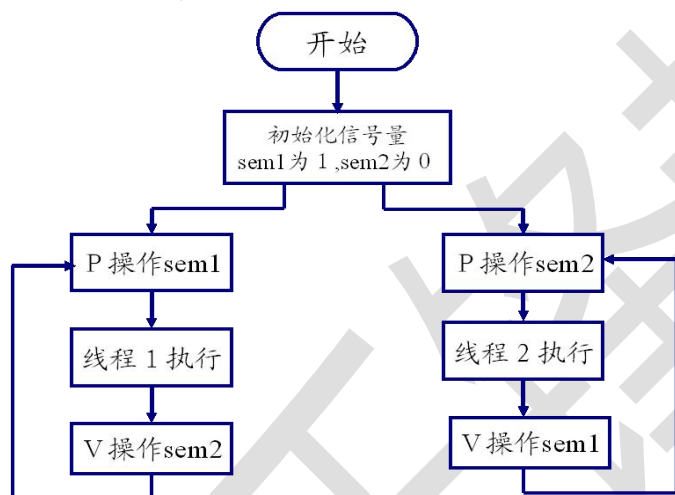 开始
初始化信号量
sem1为 1 ,sem2为 0
P 操作sem1
P 操作sem2
线程 1 执行
线程 2 执行
V 操作sem2
V 操作sem1